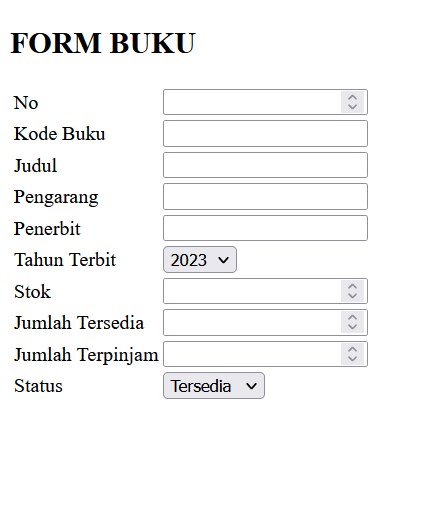 FORM BUKU
No
Kode Buku
Judul
Pengarang
Penerbit
Tahun Terbit 2023
Stok
Jumlah Tersedia
Jumlah Terpinjam
Status Tersedia